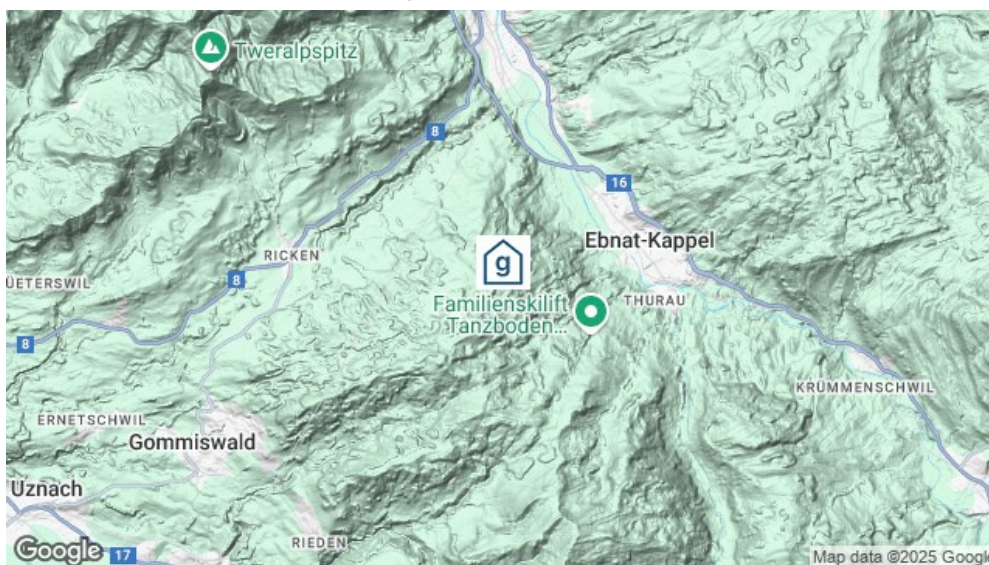 Tweralpspitz
8
16
Ebnat-Kappel
RICKEN
g
8
ÜETERSWIL
Familienskilift
Tanzboden...
THURAU
8
KRÜMMENSCHWIL
ERNETSCHWIL
Gommiswald
Uznach
RIEDEN
Google
17
Map data ©2025 Google